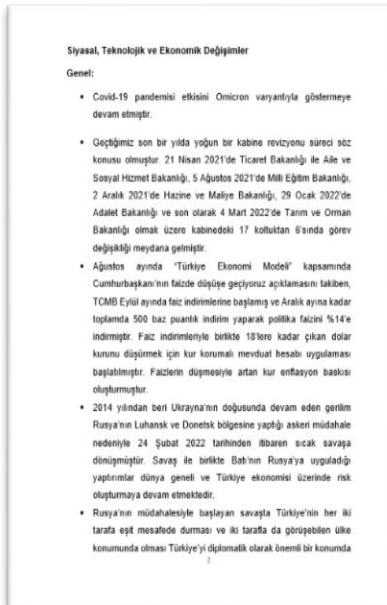 Siyasal, Teknolojik ve Ekonomik Değişimler
Genel:
• Covid-19 pandemisi etkisini Omicron varyantıyla göstermeye
devam etmiştir.
• Geçtiğimiz son bir yılda yoğun bir kabine revizyonu süreci söz
konusu olmuştur. 21 Nisan 2021'de Ticaret Bakanlığı ile Aile ve
Sosyal Hizmet Bakanlığı, 5 Ağustos 2021'de Milli Eğitim Bakanlığı,
2 Aralık 2021'de Hazine ve Maliye Bakanlığı, 29 Ocak 2022'de
Adalet Bakanlığı ve son olarak 4 Mart 2022'de Tarım ve Orman
Bakanlığı olmak üzere kabinedeki 17 koltuktan 6'sında görev
değişikliği meydana gelmiştir.
• Ağustos ayında "Türkiye Ekonomi Modeli" kapsamında
Cumhurbaşkanı'nın faizde düşüşe geçiyoruz açıklamasını takiben,
TCMB Eylül ayında faiz indirimlerine başlamış ve Aralık ayına kadar
toplamda 500 baz puanlık indirim yaparak politika faizini %14'e
indirmiştir. Faiz indirimleriyle birlikte 18'lere kadar çıkan dolar
kurunu düşürmek için kur korumalı mevduat hesabı uygulaması
başlatılmıştır. Faizlerin düşmesiyle artan kur enflasyon baskısı
oluşturmuştur.
• 2014 yılından beri Ukrayna'nın doğusunda devam eden gerilim
Rusya'nın Luhansk ve Donetsk bölgesine yaptığı askeri müdahale
nedeniyle 24 Şubat 2022 tarihinden itibaren sıcak savaşa
dönüşmüştür. Savaş ile birlikte Batı'nın Rusya'ya uyguladığı
yaptırımlar dünya geneli ve Türkiye ekonomisi üzerinde risk
oluşturmaya devam etmektedir.
• Rusya'nın müdahalesiyle başlayan savaşta Türkiye'nin her iki
tarafa eşit mesafede durması ve iki tarafla da görüşebilen ülke
konumunda olması Türkiye'yi diplomatik olarak önemli bir konumda
2